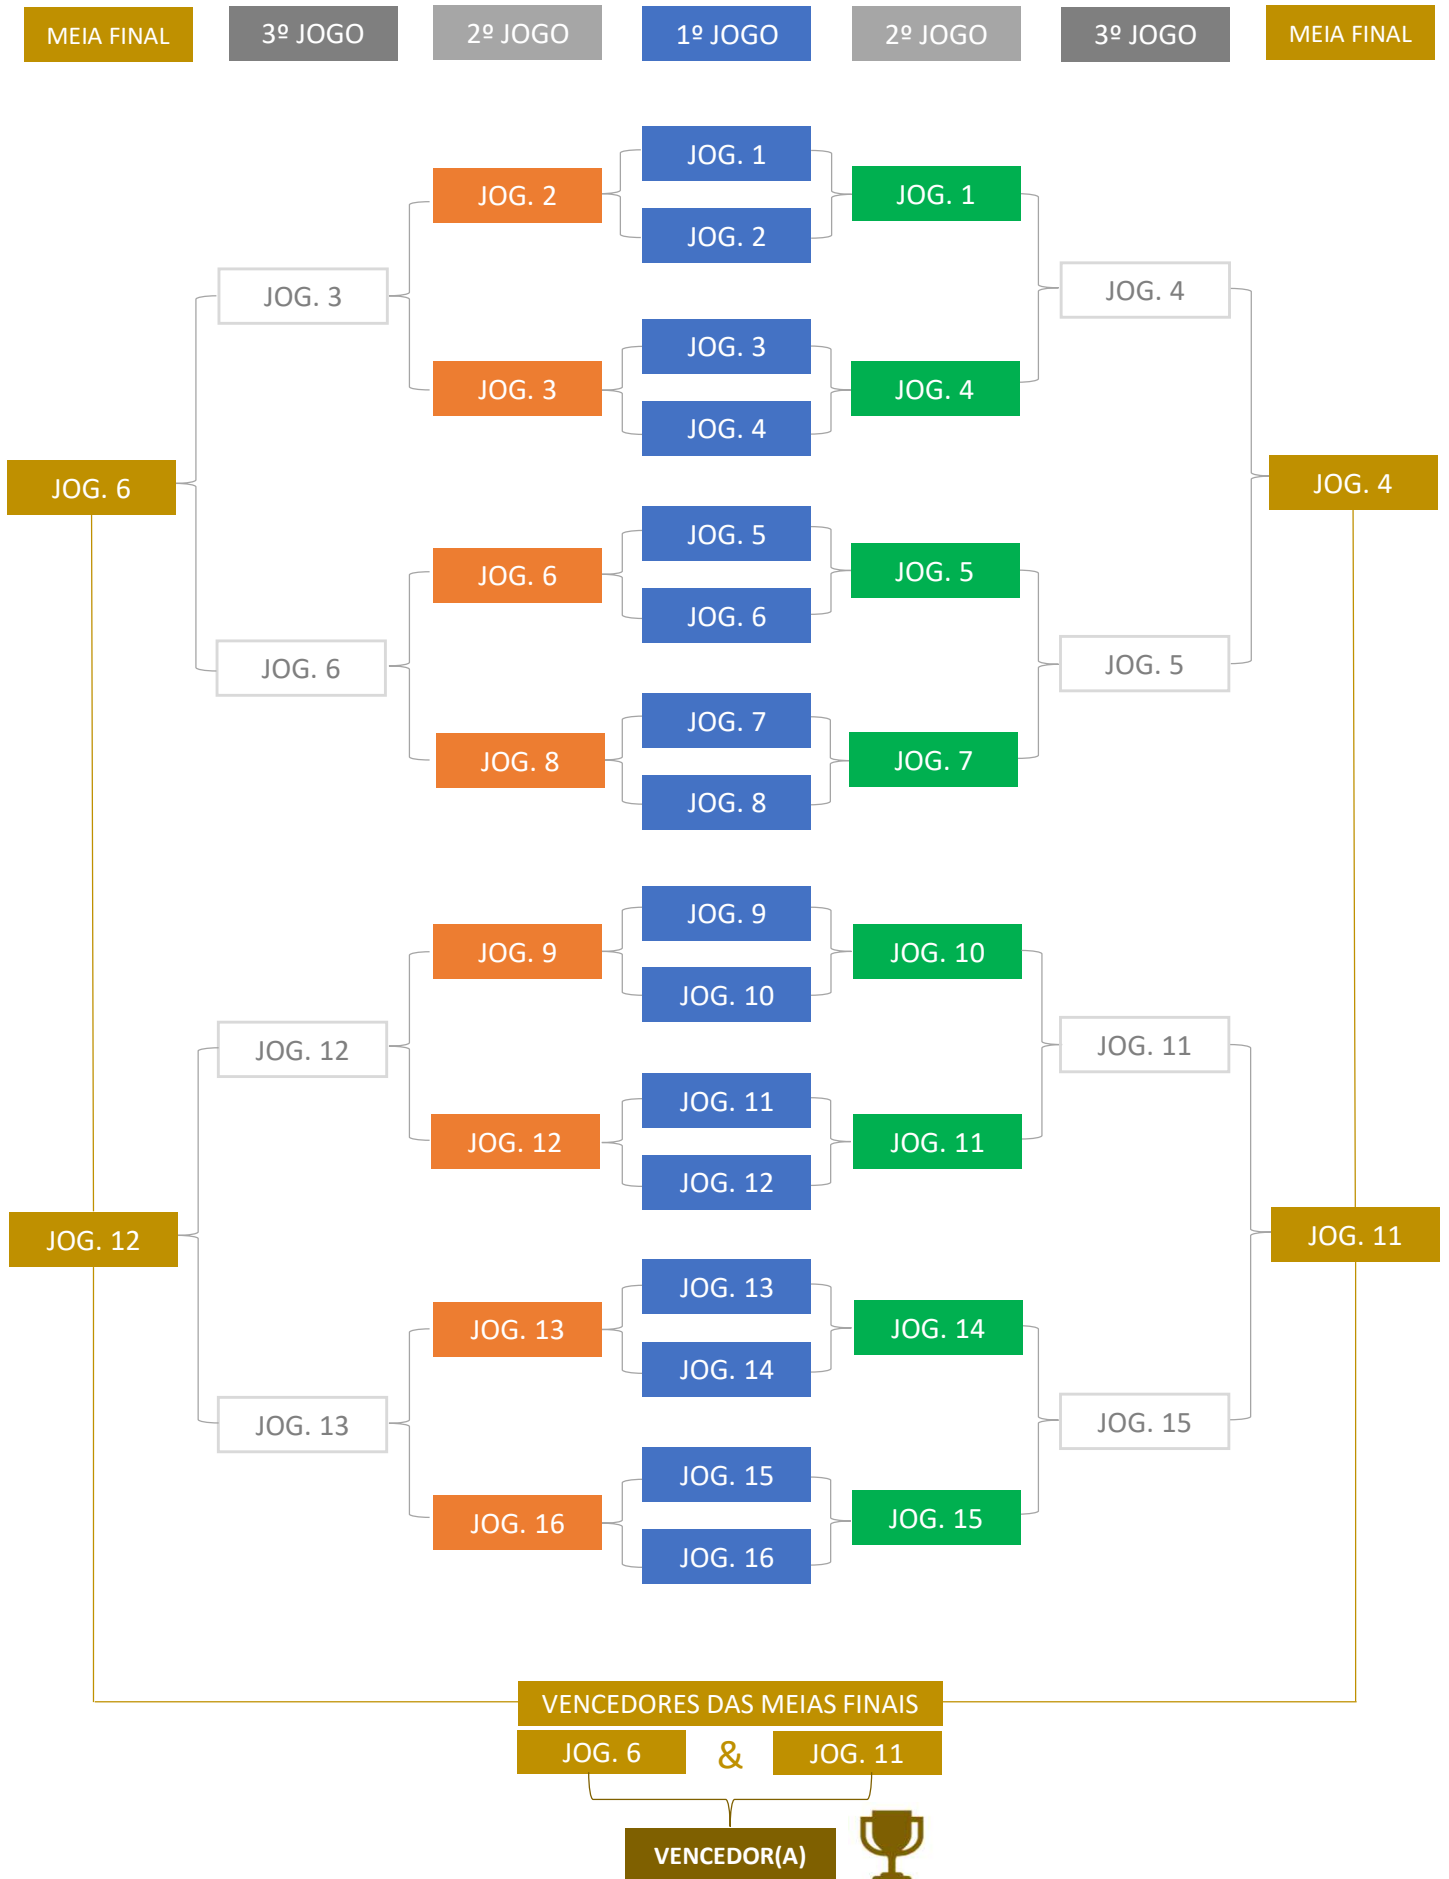 MEIA FINAL
3º JOGO
2º JOGO
1º JOGO
2º JOGO
3º JOGO
MEIA FINAL
JOG. 1
JOG. 2
JOG. 1
JOG. 2
JOG. 3
JOG. 4
JOG. 3
JOG. 3
JOG. 4
JOG. 4
JOG. 6
JOG. 4
JOG. 5
JOG. 6
JOG. 5
JOG. 6
JOG. 6
JOG. 5
JOG. 7
JOG. 8
JOG. 7
JOG. 8
JOG. 9
JOG. 9
JOG. 10
JOG. 10
JOG. 12
JOG. 11
JOG. 11
JOG. 12
JOG. 11
JOG. 12
JOG. 12
JOG. 11
JOG. 13
JOG. 13
JOG. 14
JOG. 14
JOG. 13
JOG. 15
JOG. 15
JOG. 16
JOG. 15
JOG. 16
VENCEDORES DAS MEIAS FINAIS
JOG. 6 & JOG. 11
VENCEDOR(A)